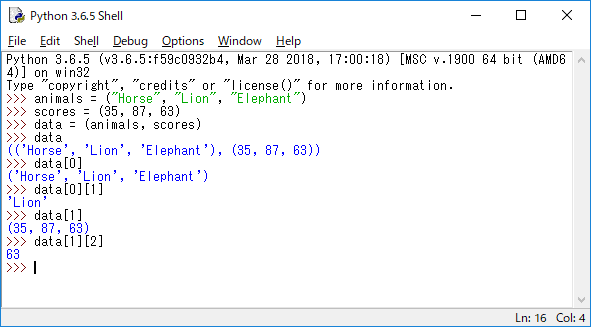 Python 3.6.5 Shell
File Edit Shell Debug Options Window Help
Python 3.6.5 (v3.6.5:f59c0932b4, Mar 28 2018, 17:00:18) [MSC v.1900 64 bit (AMD6
4)] on win32
Type "copyright", "credits" or "license()" for more information.
>>> animals = ("Horse", "Lion", "Elephant")
>>> scores = (35, 87, 63)
>>> data = (animals, scores)
>>> data
(('Horse', 'Lion', 'Elephant'), (35, 87, 63))
>>> data[0]
('Horse', 'Lion', 'Elephant')
>>> data[0][1]
'Lion'
>>> data[1]
(35, 87, 63)
>>> data[1][2]
63
>>>
Ln: 16 Col: 4